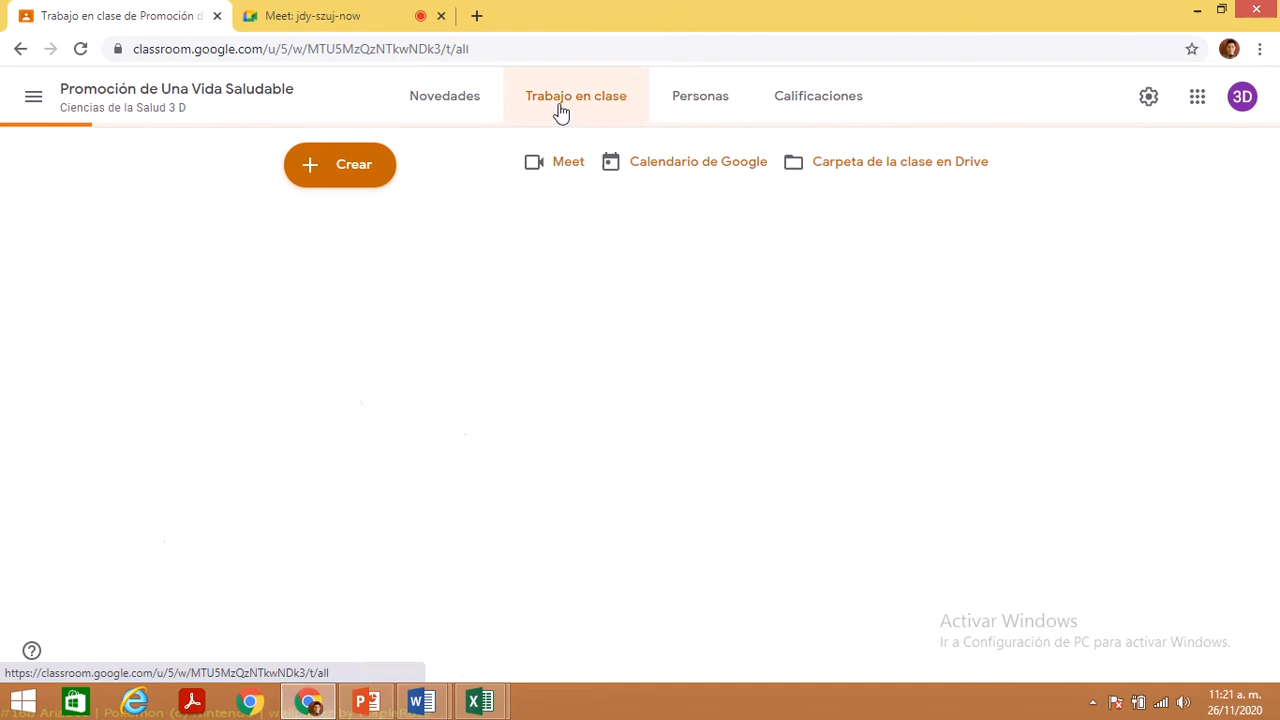 Trabajo en clase de Promoción d
Meet: jdy-szuj-now
classroom.google.com/u/5/w/MTU5MzQzNTkwNDk3/t/all
Promoción de Una Vida Saludable
Ciencias de la Salud 3 D
Novedades
Trabajo en clase
Personas
Calificaciones
3D
Crear
Meet
Calendario de Google
Carpeta de la clase en Drive
Activar Windows
Ir a Configuración de PC para activar Windows.
https://classroom.google.com/u/5/w/MTU5MzQzNTkwNDk3/t/all
11:21 a. m.
26/11/2020